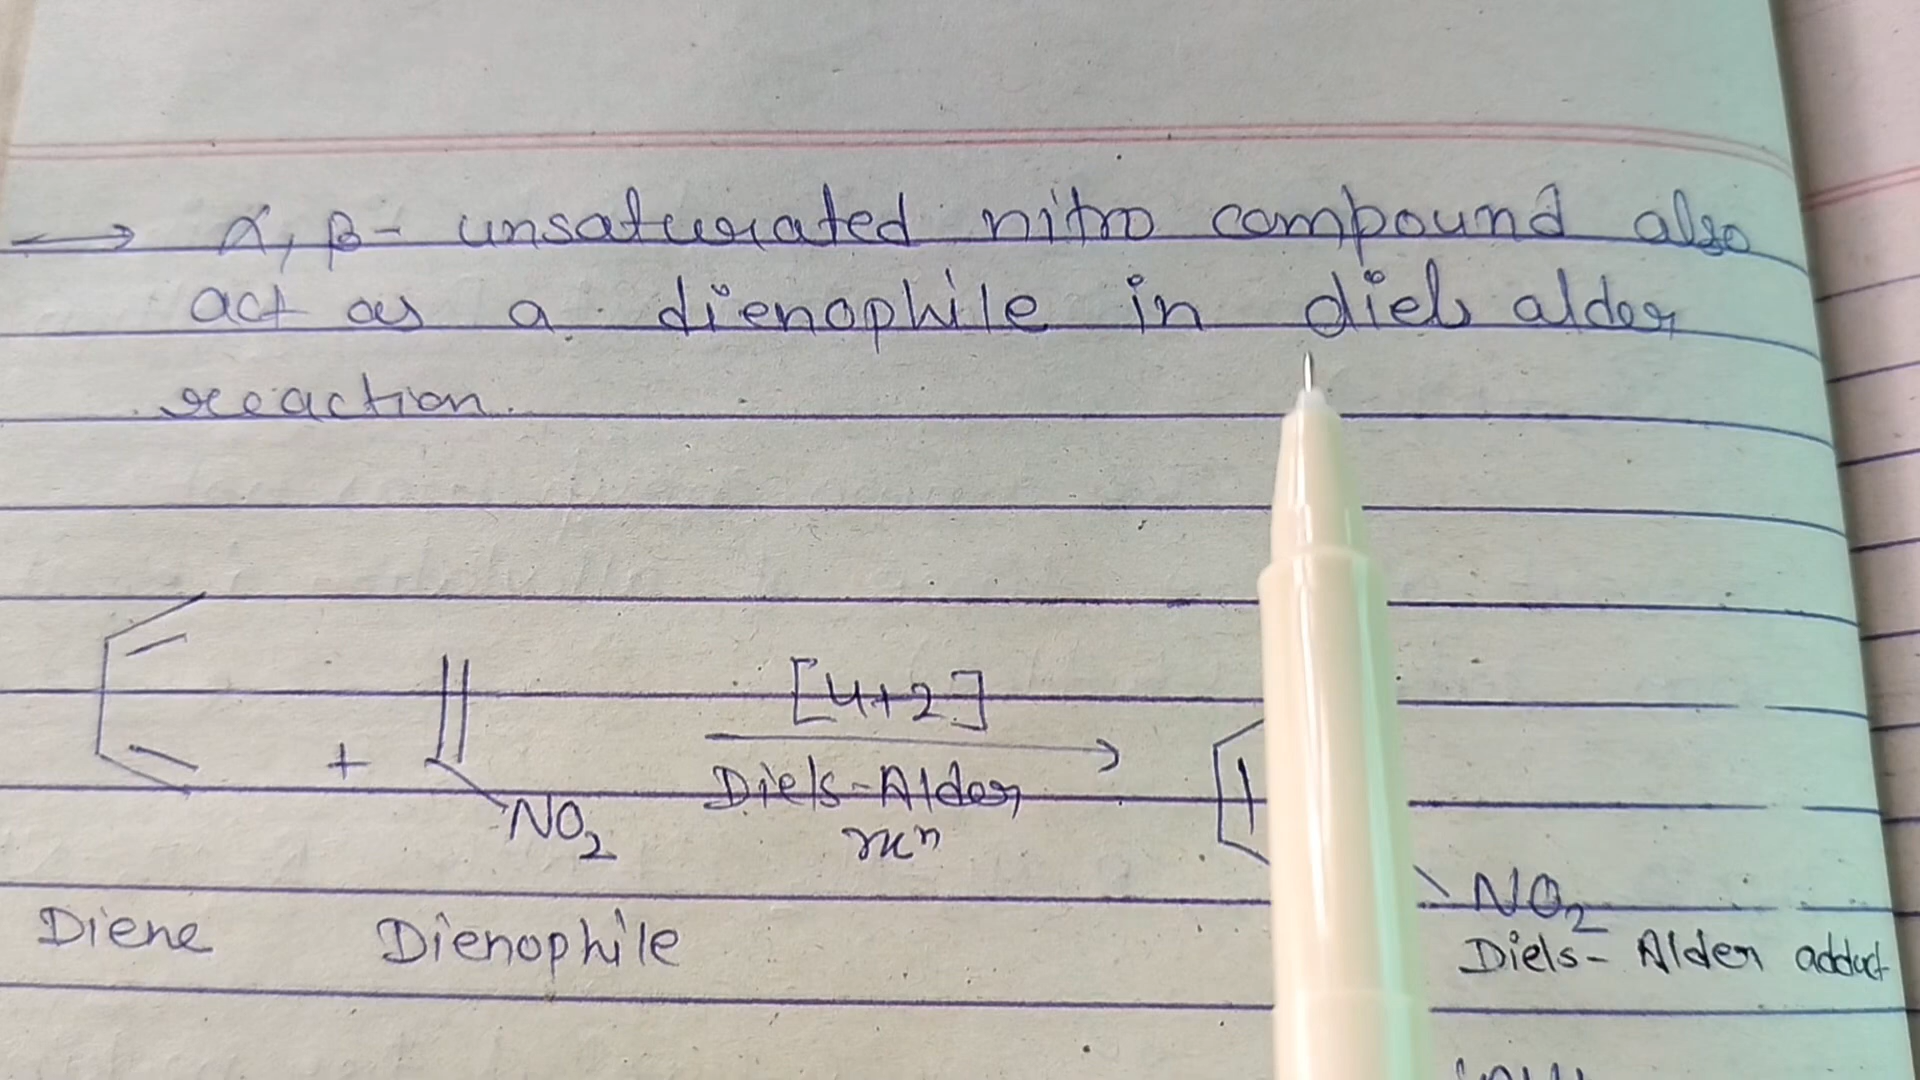 → α, β- unsaturated nitro compound also
act as a dienophile in diels alder
reaction.
[4+2]
+
Diels-Alder
NO2
rxn
NO2
Diene Dienophile
Diels-Alder adduct